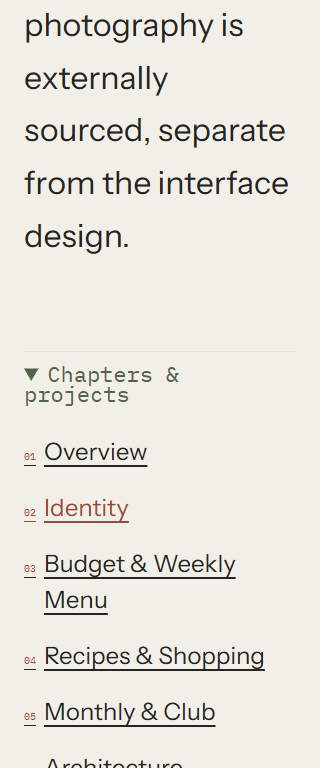 photography is
externally
sourced, separate
from the interface
design.
▼ Chapters &
projects
01 Overview
02 Identity
03 Budget & Weekly
Menu
04 Recipes & Shopping
05 Monthly & Club
Architecture